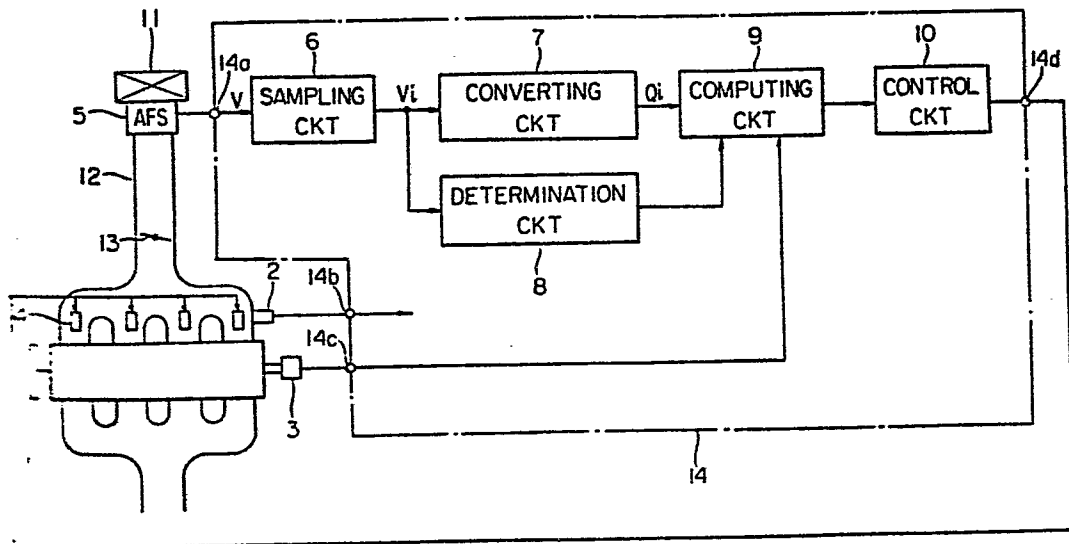 11
5
AFS
12
13
14a
V
6
SAMPLING
CKT
Vi
7
CONVERTING
CKT
Qi
9
COMPUTING
CKT
10
CONTROL
CKT
14d
DETERMINATION
CKT
8
2
14b
14c
3
14